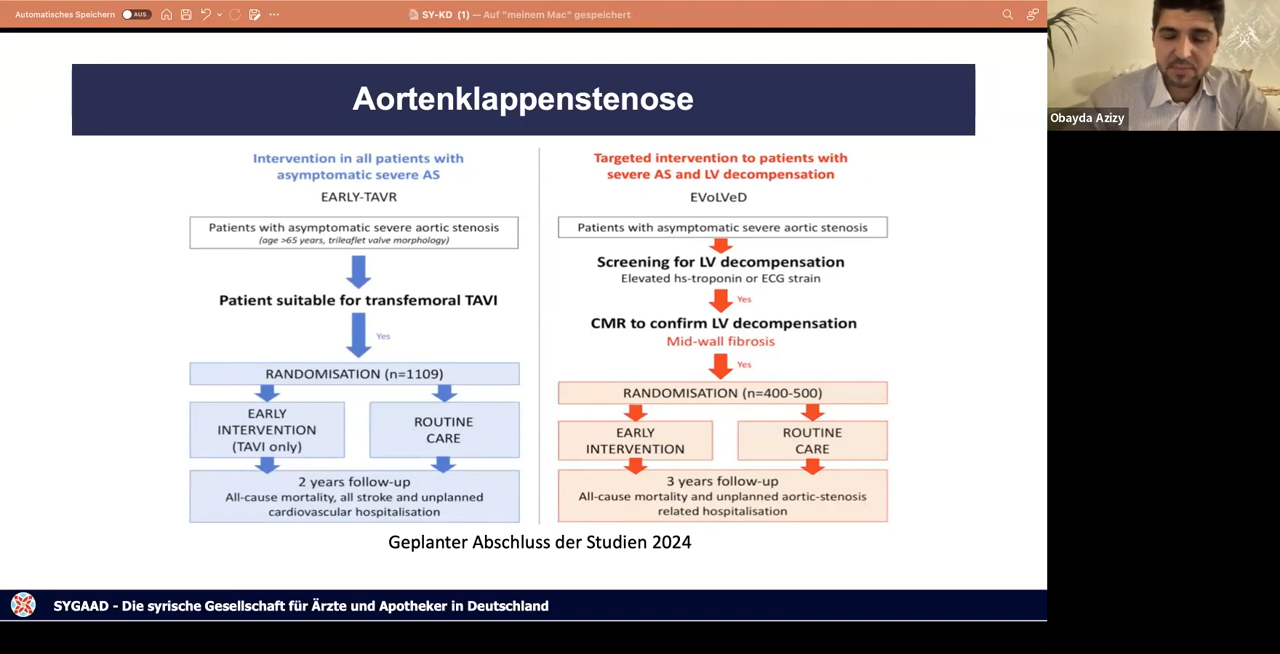 Automatisches Speichern AUS
SY-KD (1) — Auf "meinem Mac" gespeichert
Obayda Azizy
Aortenklappenstenose
Intervention in all patients with
asymptomatic severe AS
EARLY-TAVR
Patients with asymptomatic severe aortic stenosis
(age >65 years, trileaflet valve morphology)
Patient suitable for transfemoral TAVI
Yes
RANDOMISATION (n=1109)
EARLY
INTERVENTION
(TAVI only)
ROUTINE
CARE
2 years follow-up
All-cause mortality, all stroke and unplanned
cardiovascular hospitalisation
Targeted intervention to patients with
severe AS and LV decompensation
EVoLVeD
Patients with asymptomatic severe aortic stenosis
Screening for LV decompensation
Elevated hs-troponin or ECG strain
Yes
CMR to confirm LV decompensation
Mid-wall fibrosis
Yes
RANDOMISATION (n=400-500)
EARLY
INTERVENTION
ROUTINE
CARE
3 years follow-up
All-cause mortality and unplanned aortic-stenosis
related hospitalisation
Geplanter Abschluss der Studien 2024
SYGAAD - Die syrische Gesellschaft für Ärzte und Apotheker in Deutschland